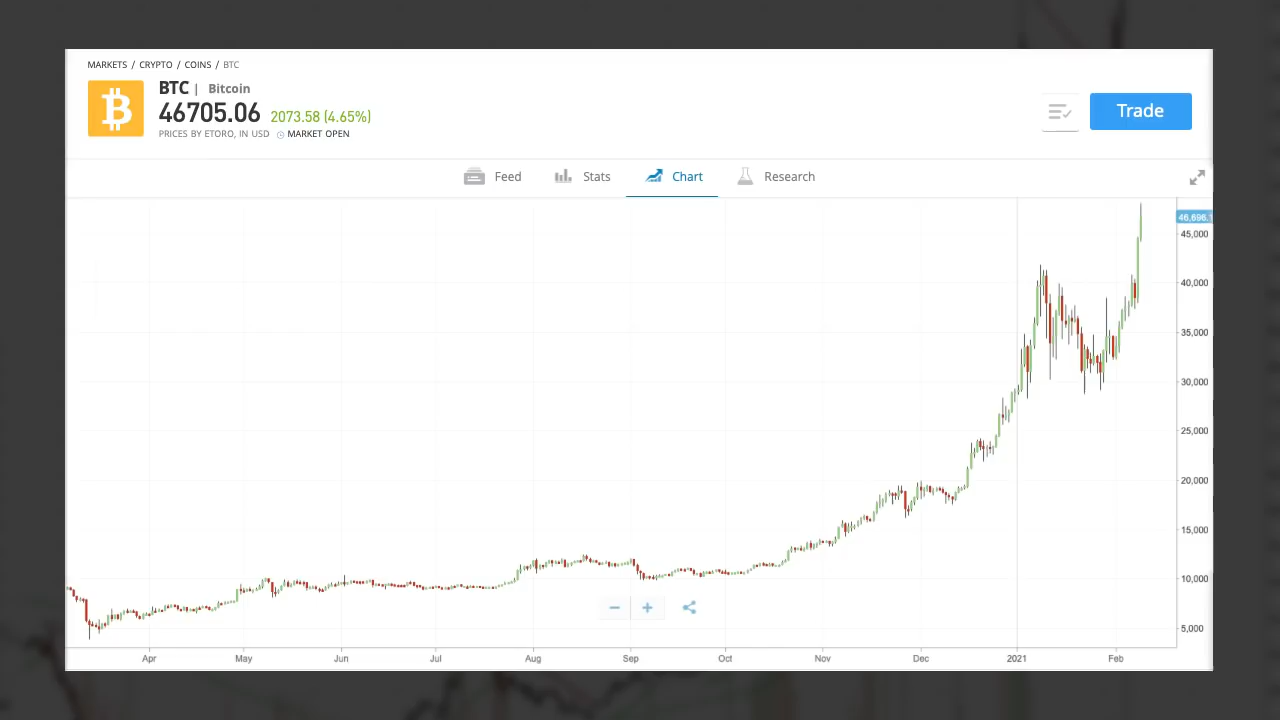 MARKETS / CRYPTO / COINS / BTC
BTC | Bitcoin
46705.06 2073.58 (4.65%)
PRICES BY ETORO, IN USD MARKET OPEN
Trade
Feed Stats Chart Research
46,696.1
45,000
40,000
35,000
30,000
25,000
20,000
15,000
10,000
5,000
Apr May Jun Jul Aug Sep Oct Nov Dec 2021 Feb